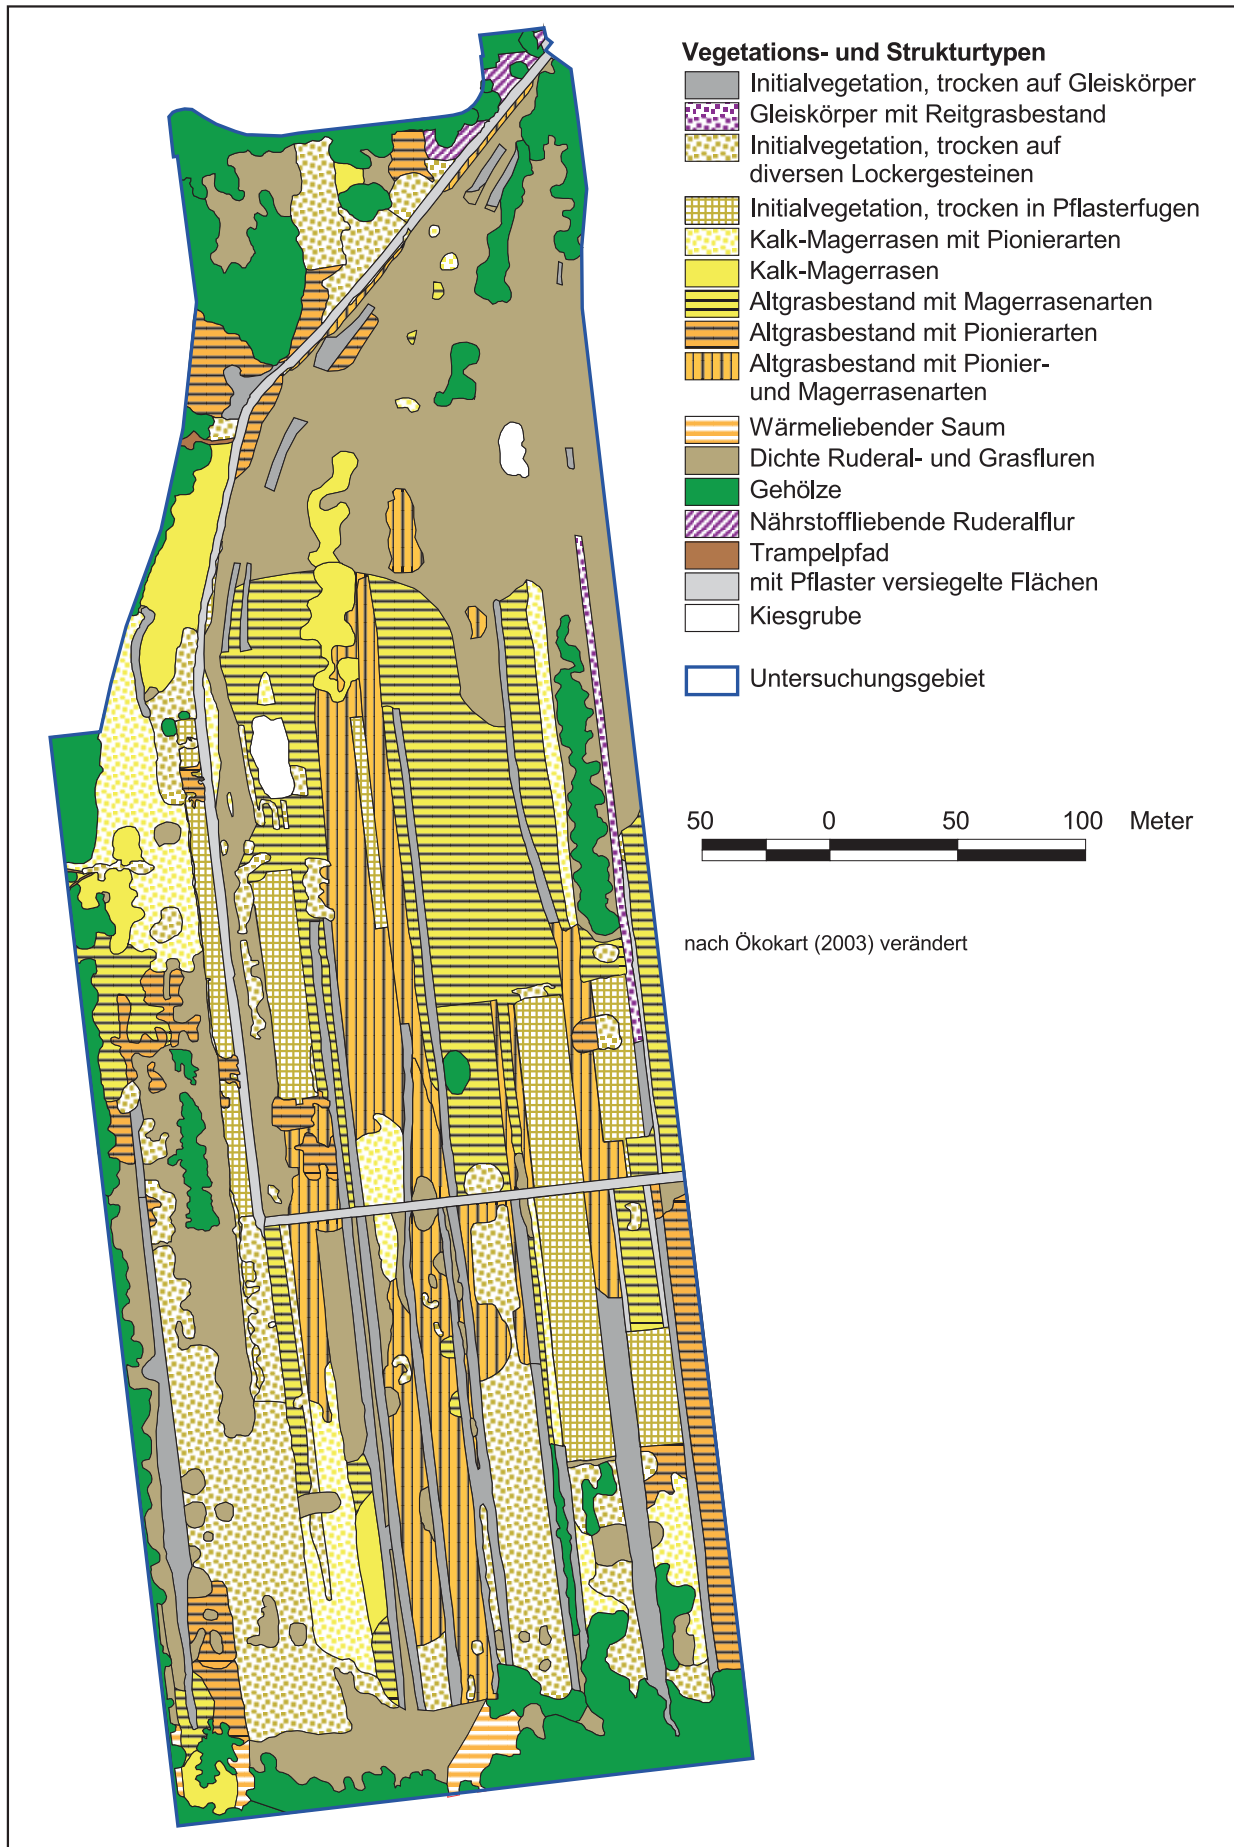 Vegetations- und Strukturtypen
Initialvegetation, trocken auf Gleiskörper
Gleiskörper mit Reitgrasbestand
Initialvegetation, trocken auf
diversen Lockergesteinen
Initialvegetation, trocken in Pflasterfugen
Kalk-Magerrasen mit Pionierarten
Kalk-Magerrasen
Altgrasbestand mit Magerrasenarten
Altgrasbestand mit Pionierarten
Altgrasbestand mit Pionier-
und Magerrasenarten
Wärmeliebender Saum
Dichte Ruderal- und Grasfluren
Gehölze
Nährstoffliebende Ruderalflur
Trampelpfad
mit Pflaster versiegelte Flächen
Kiesgrube
Untersuchungsgebiet
50 0 50 100 Meter
nach Ökokart (2003) verändert